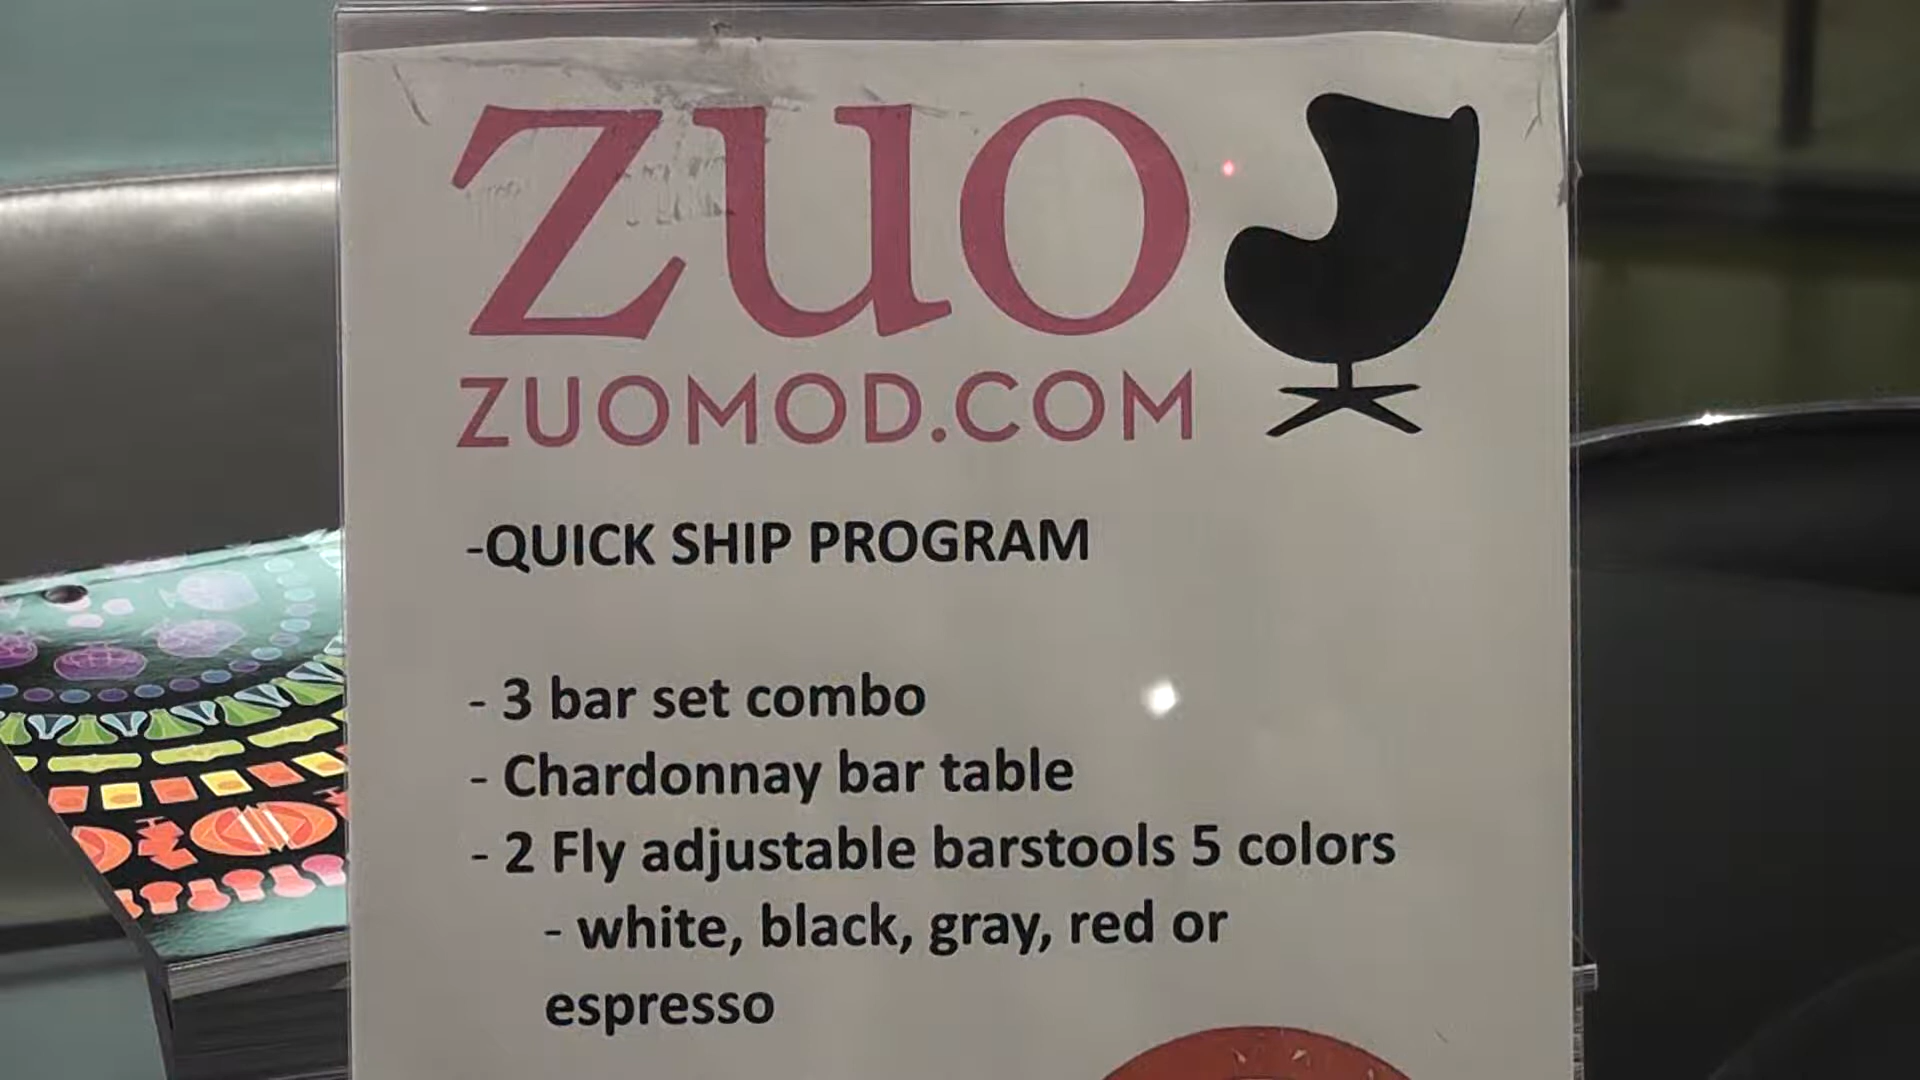 zuo
ZUOMOD.COM
-QUICK SHIP PROGRAM
- 3 bar set combo
- Chardonnay bar table
- 2 Fly adjustable barstools 5 colors
- white, black, gray, red or
espresso